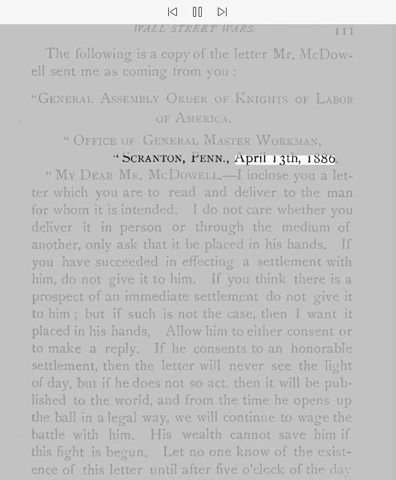 WALL STREET WARS. 111
The following is a copy of the letter Mr. McDow-
ell sent me as coming from you :
"GENERAL ASSEMBLY ORDER OF KNIGHTS OF LABOR
OF AMERICA.
" OFFICE OF GENERAL MASTER WORKMAN,
" SCRANTON, PENN., April 13th, 1886.
" MY DEAR MR. MCDOWELL.—I inclose you a let-
ter which you are to read and deliver to the man
for whom it is intended. I do not care whether you
deliver it in person or through the medium of
another, only ask that it be placed in his hands. If
you have succeeded in effecting a settlement with
him, do not give it to him. If you think there is a
prospect of an immediate settlement do not give it
to him ; but if such is not the case, then I want it
placed in his hands, Allow him to either consent or
to make a reply. If he consents to an honorable
settlement, then the letter will never see the light
of day, but if he does not so act, then it will be pub-
lished to the world, and from the time he opens up
the ball in a legal way, we will continue to wage the
battle with him. His wealth cannot save him if
this fight is begun. Let no one know of the exist-
ence of this letter until after five o'clock of the day